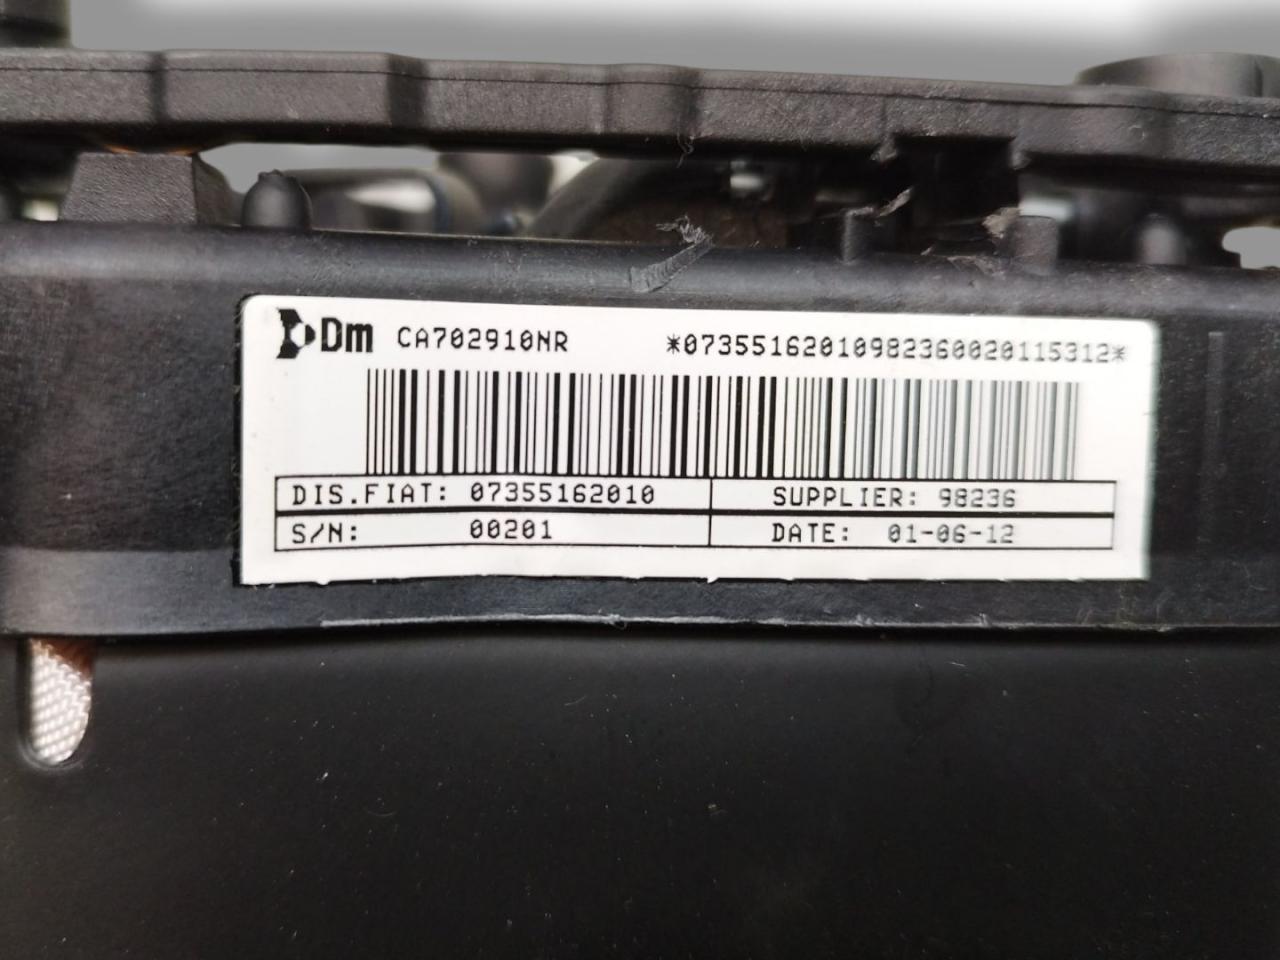 Dm CA702910NR *07355162010982360020115312*
DIS.FIAT: 07355162010 SUPPLIER: 98236
S/N: 00201 DATE: 01-06-12